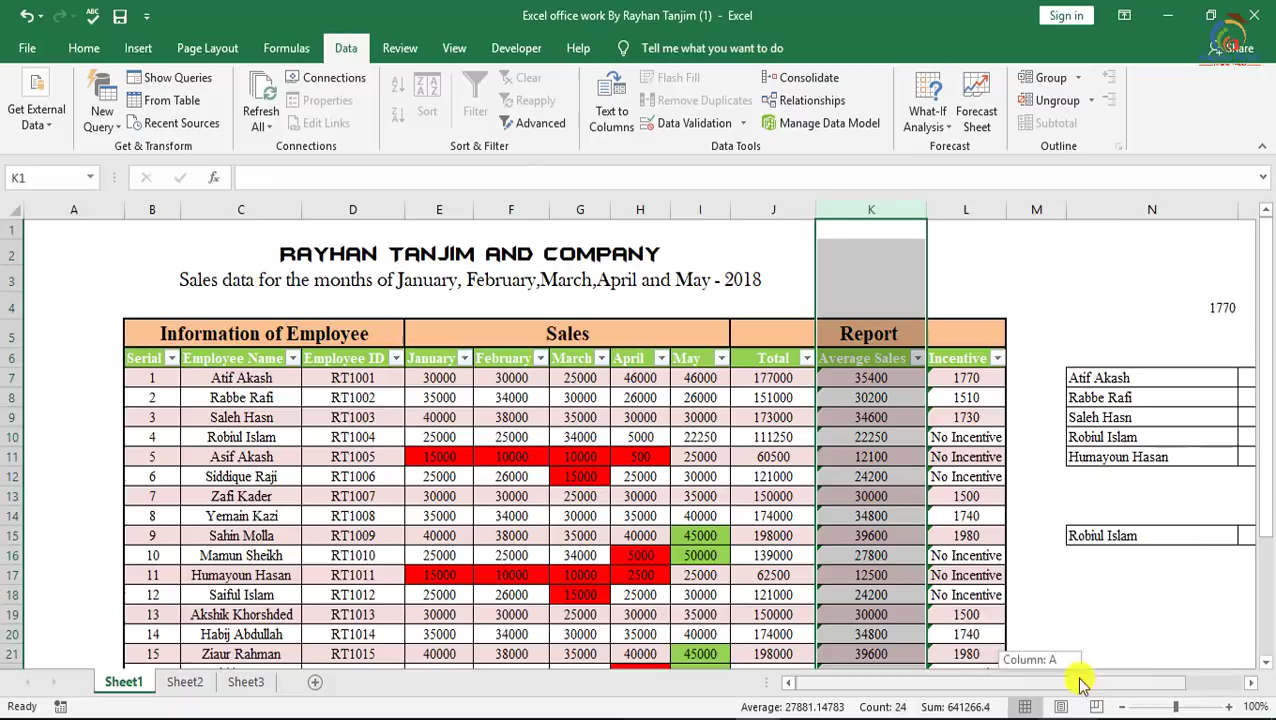 Excel office work By Rayhan Tanjim (1) - Excel
Sign in
File Home Insert Page Layout Formulas Data Review View Developer Help Tell me what you want to do Share
Get External Data
New Query
Show Queries
From Table
Recent Sources
Get & Transform
Refresh All
Connections
Properties
Edit Links
Connections
Sort
Filter
Clear
Reapply
Advanced
Sort & Filter
Text to Columns
Flash Fill
Remove Duplicates
Data Validation
Consolidate
Relationships
Manage Data Model
Data Tools
What-If Analysis
Forecast Sheet
Forecast
Group
Ungroup
Subtotal
Outline
K1 fx
A B C D E F G H I J K L M N
1
2 RAYHAN TANJIM AND COMPANY
3 Sales data for the months of January, February,March,April and May - 2018
4 1770
5 Information of Employee Sales Report
6 Serial Employee Name Employee ID January February March April May Total Average Sales Incentive
7 1 Atif Akash RT1001 30000 30000 25000 46000 46000 177000 35400 1770 Atif Akash
8 2 Rabbe Rafi RT1002 35000 34000 30000 26000 26000 151000 30200 1510 Rabbe Rafi
9 3 Saleh Hasn RT1003 40000 38000 35000 30000 30000 173000 34600 1730 Saleh Hasn
10 4 Robiul Islam RT1004 25000 25000 34000 5000 22250 111250 22250 No Incentive Robiul Islam
11 5 Asif Akash RT1005 15000 10000 10000 500 25000 60500 12100 No Incentive Humayoun Hasan
12 6 Siddique Raji RT1006 25000 26000 15000 25000 30000 121000 24200 No Incentive
13 7 Zafi Kader RT1007 30000 30000 25000 30000 35000 150000 30000 1500
14 8 Yemain Kazi RT1008 35000 34000 30000 35000 40000 174000 34800 1740
15 9 Sahin Molla RT1009 40000 38000 35000 40000 45000 198000 39600 1980 Robiul Islam
16 10 Mamun Sheikh RT1010 25000 25000 34000 5000 50000 139000 27800 No Incentive
17 11 Humayoun Hasan RT1011 15000 10000 10000 2500 25000 62500 12500 No Incentive
18 12 Saiful Islam RT1012 25000 26000 15000 25000 30000 121000 24200 No Incentive
19 13 Akshik Khorshded RT1013 30000 30000 25000 30000 3500 150000 30000 1500
20 14 Habij Abdullah RT1014 35000 34000 30000 35000 40000 174000 34800 1740
21 15 Ziaur Rahman RT1015 40000 38000 35000 40000 45000 198000 39600 1980
Column: A
Sheet1 Sheet2 Sheet3
Ready Average: 27881.14783 Count: 24 Sum: 641266.4 100%